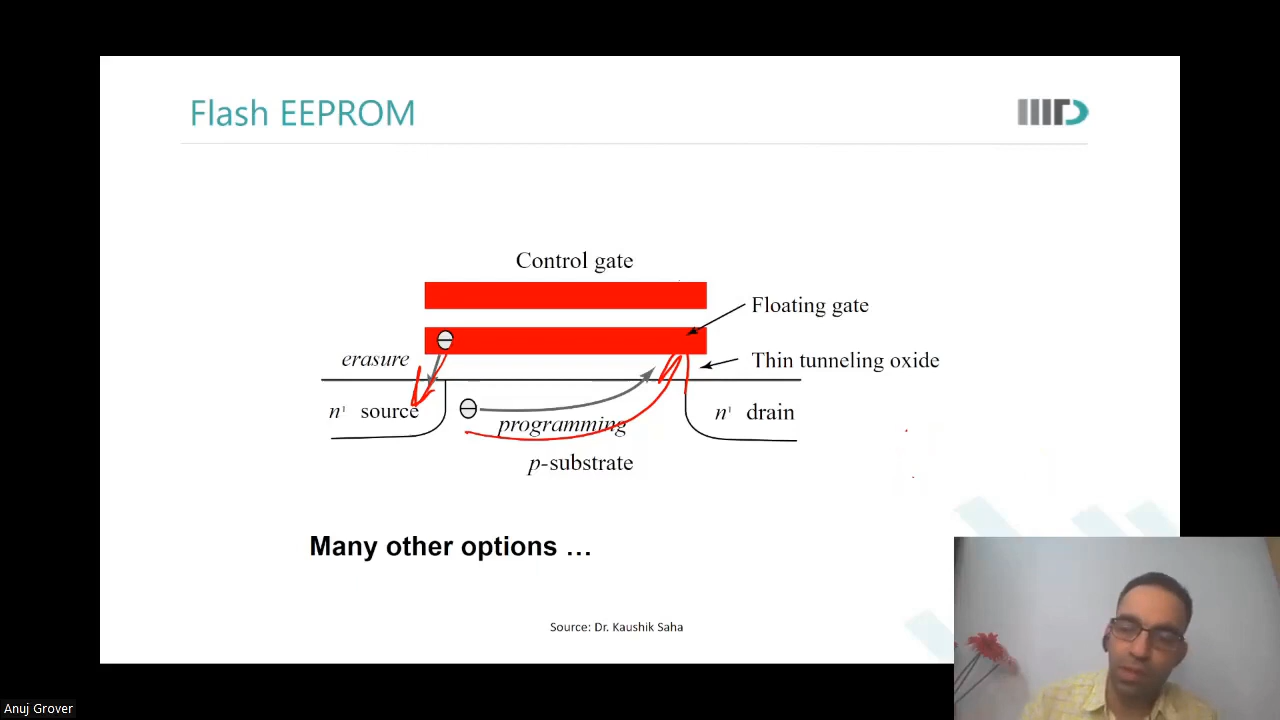 Flash EEPROM
IIITD
Control gate
Floating gate
erasure
Thin tunneling oxide
n⁺ source
programming
n⁺ drain
p-substrate
Many other options …
Source: Dr. Kaushik Saha
Anuj Grover